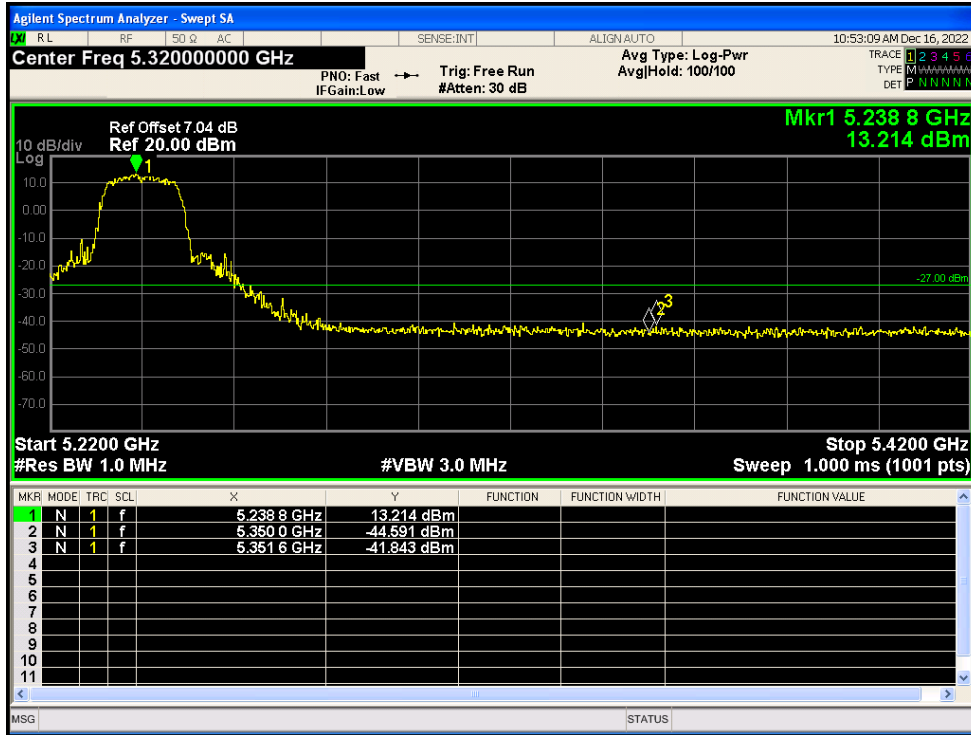 Agilent Spectrum Analyzer - Swept SA
LXI RL RF 50 Ω AC SENSE:INT ALIGN AUTO 10:53:09 AM Dec 16, 2022
Center Freq 5.320000000 GHz Avg Type: Log-Pwr TRACE 1 2 3 4 5 6
PNO: Fast Trig: Free Run Avg|Hold: 100/100 TYPE M
IFGain:Low #Atten: 30 dB DET P N N N N N
Mkr1 5.238 8 GHz
Ref Offset 7.04 dB
10 dB/div Ref 20.00 dBm 13.214 dBm
Log
1
10.0
0.00
-10.0
-20.0
-27.00 dBm
-30.0
2 3
-40.0
-50.0
-60.0
-70.0
Start 5.2200 GHz Stop 5.4200 GHz
#Res BW 1.0 MHz #VBW 3.0 MHz Sweep 1.000 ms (1001 pts)
MKR MODE TRC SCL X Y FUNCTION FUNCTION WIDTH FUNCTION VALUE
1 N 1 f 5.238 8 GHz 13.214 dBm
2 N 1 f 5.350 0 GHz -44.591 dBm
3 N 1 f 5.351 6 GHz -41.843 dBm
4
5
6
7
8
9
10
11
MSG STATUS